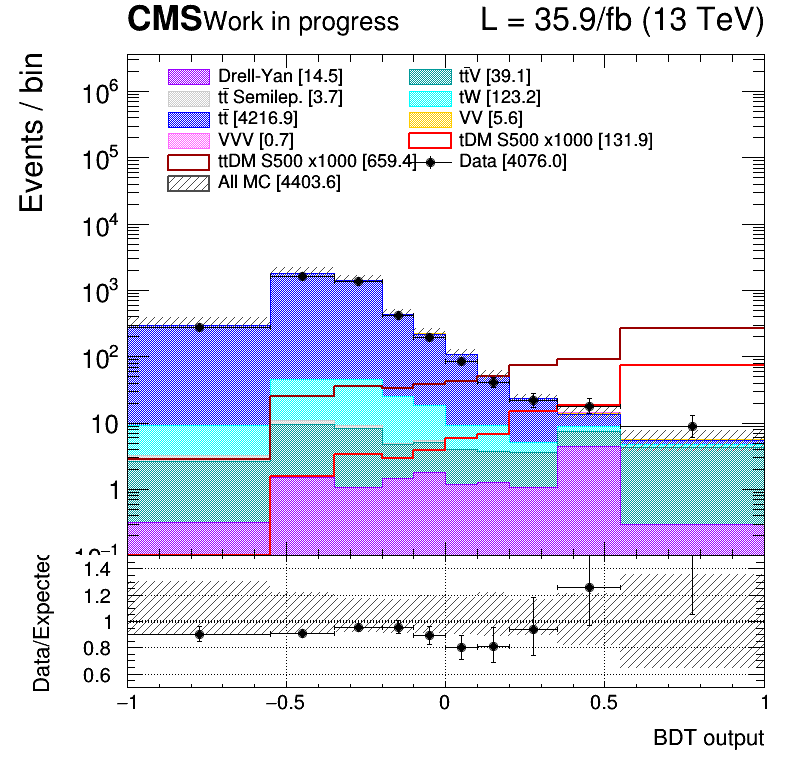 CMS Work in progress L = 35.9/fb (13 TeV)
Events / bin
Drell-Yan [14.5]
tt̄V [39.1]
tt̄ Semilep. [3.7]
tW [123.2]
tt̄ [4216.9]
VV [5.6]
VVV [0.7]
tDM S500 x1000 [131.9]
ttDM S500 x1000 [659.4]
Data [4076.0]
All MC [4403.6]
10⁶
10⁵
10⁴
10³
10²
10
1
10⁻¹
Data/Expected
1.4
1.2
1
0.8
0.6
−1 −0.5 0 0.5 1
BDT output